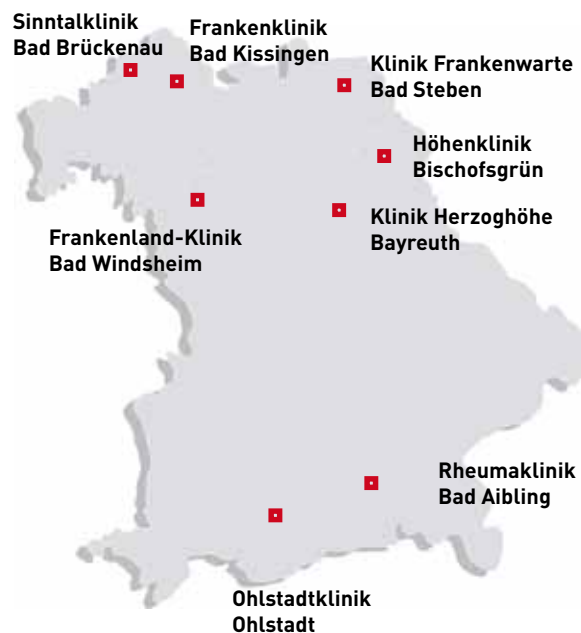 Sinntalklinik
Bad Brückenau
Frankenklinik
Bad Kissingen
Klinik Frankenwarte
Bad Steben
Höhenklinik
Bischofsgrün
Klinik Herzoghöhe
Bayreuth
Frankenland-Klinik
Bad Windsheim
Rheumaklinik
Bad Aibling
Ohlstadtklinik
Ohlstadt